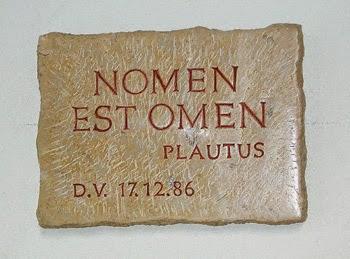 NOMEN
EST OMEN
PLAUTUS
D.V. 17.12.86